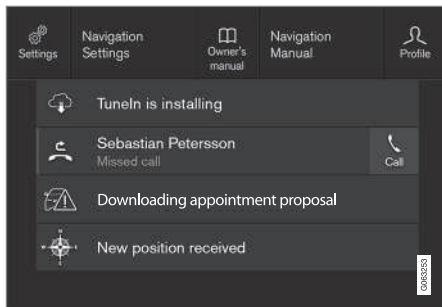 Navigation
Settings
Navigation
Manual
Settings
Owner's
manual
Profile
TuneIn is installing
Sebastian Petersson
Missed call
Call
Downloading appointment proposal
New position received
G063253